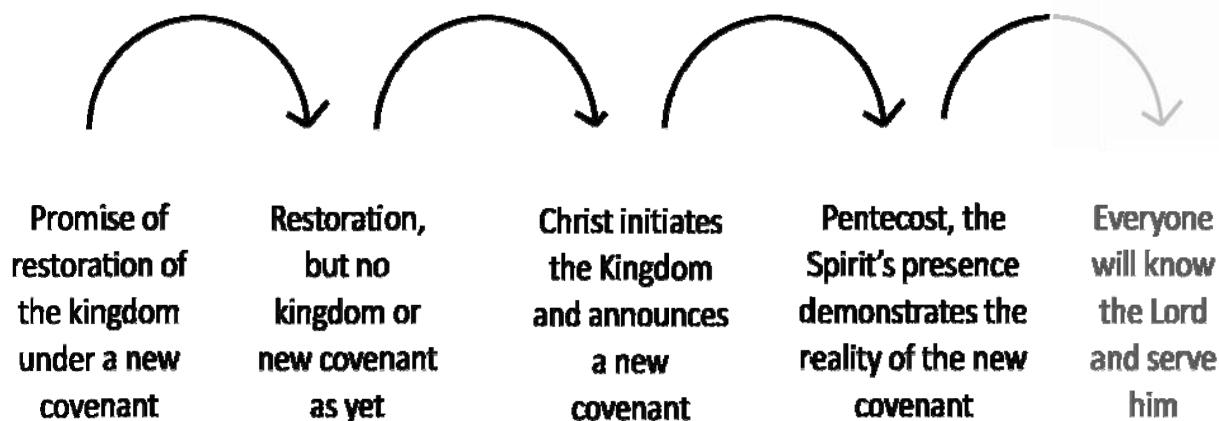 Promise of
restoration of
the kingdom
under a new
covenant
Restoration,
but no
kingdom or
new covenant
as yet
Christ initiates
the Kingdom
and announces
a new
covenant
Pentecost, the
Spirit's presence
demonstrates the
reality of the new
covenant
Everyone
will know
the Lord
and serve
him